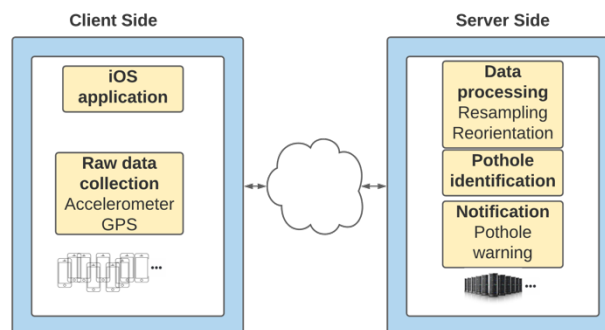 Client Side
iOS
application
Raw data
collection
Accelerometer
GPS
...
Server Side
Data
processing
Resampling
Reorientation
Pothole
identification
Notification
Pothole
warning
...